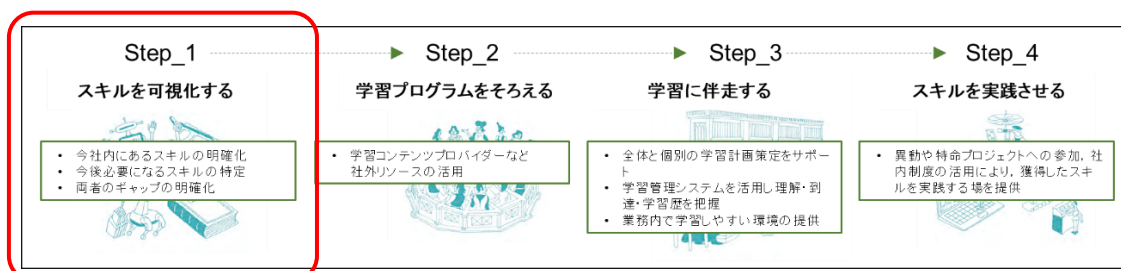 Step_1
スキルを可視化する
• 今社内にあるスキルの明確化
• 今後必要になるスキルの特定
• 両者のギャップの明確化
Step_2
学習プログラムをそろえる
• 学習コンテンツプロバイダーなど
社外リソースの活用
Step_3
学習に伴走する
• 全体と個別の学習計画策定をサポー
ト
• 学習管理システムを活用し理解・到
達・学習歴を把握
• 業務内で学習しやすい環境の提供
Step_4
スキルを実践させる
• 異動や特命プロジェクトへの参加，社
内制度の活用により，獲得したスキ
ルを実践する場を提供